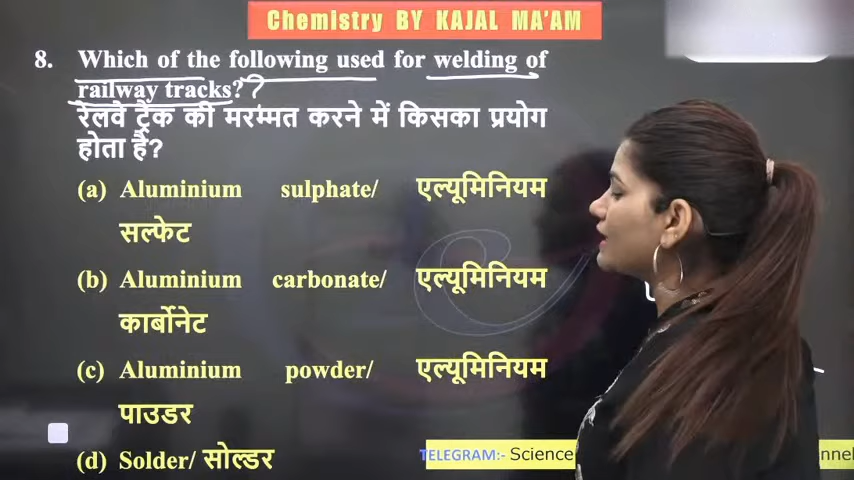 Chemistry BY KAJAL MA'AM
8. Which of the following used for welding of
railway tracks??
रेलवे ट्रैक की मरम्मत करने में किसका प्रयोग
होता है?
(a) Aluminium sulphate/ एल्यूमिनियम
सल्फेट
(b) Aluminium carbonate/ एल्यूमिनियम
कार्बोनेट
(c) Aluminium powder/ एल्यूमिनियम
पाउडर
(d) Solder/ सोल्डर
TELEGRAM:- Science nnel